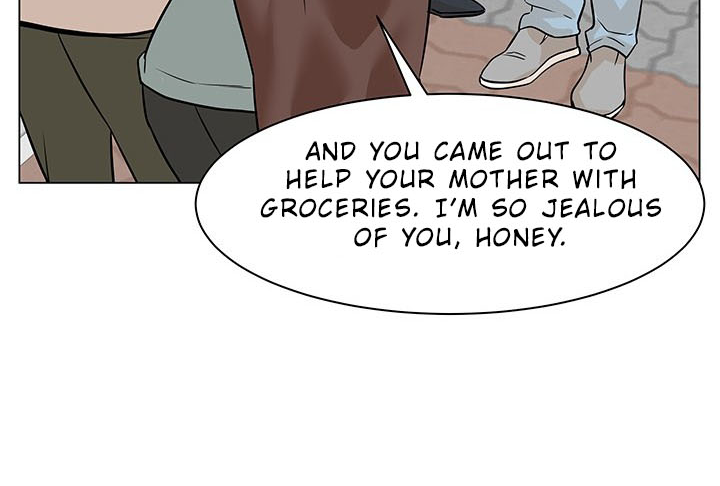 AND YOU CAME OUT TO
HELP YOUR MOTHER WITH
GROCERIES. I'M SO JEALOUS
OF YOU, HONEY.